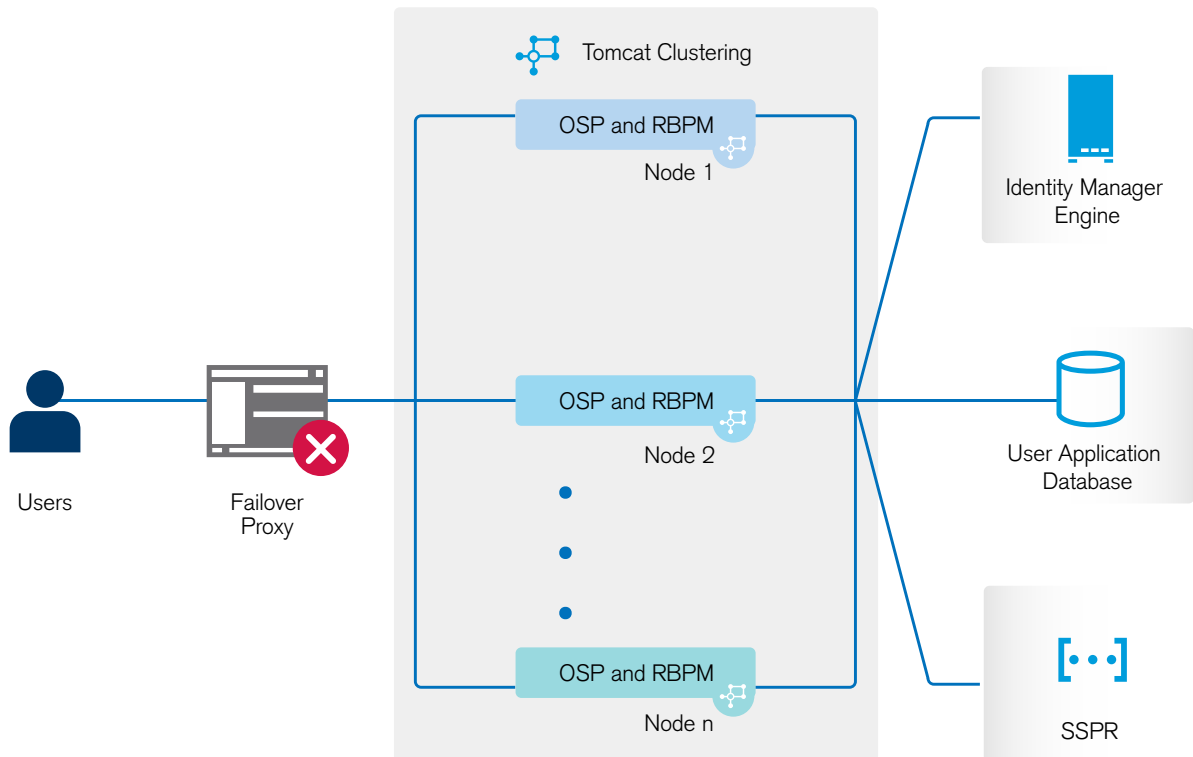 Tomcat Clustering
OSP and RBPM
Node 1
Identity Manager
Engine
OSP and RBPM
Node 2
Users
Failover
Proxy
User Application
Database
OSP and RBPM
Node n
SSPR